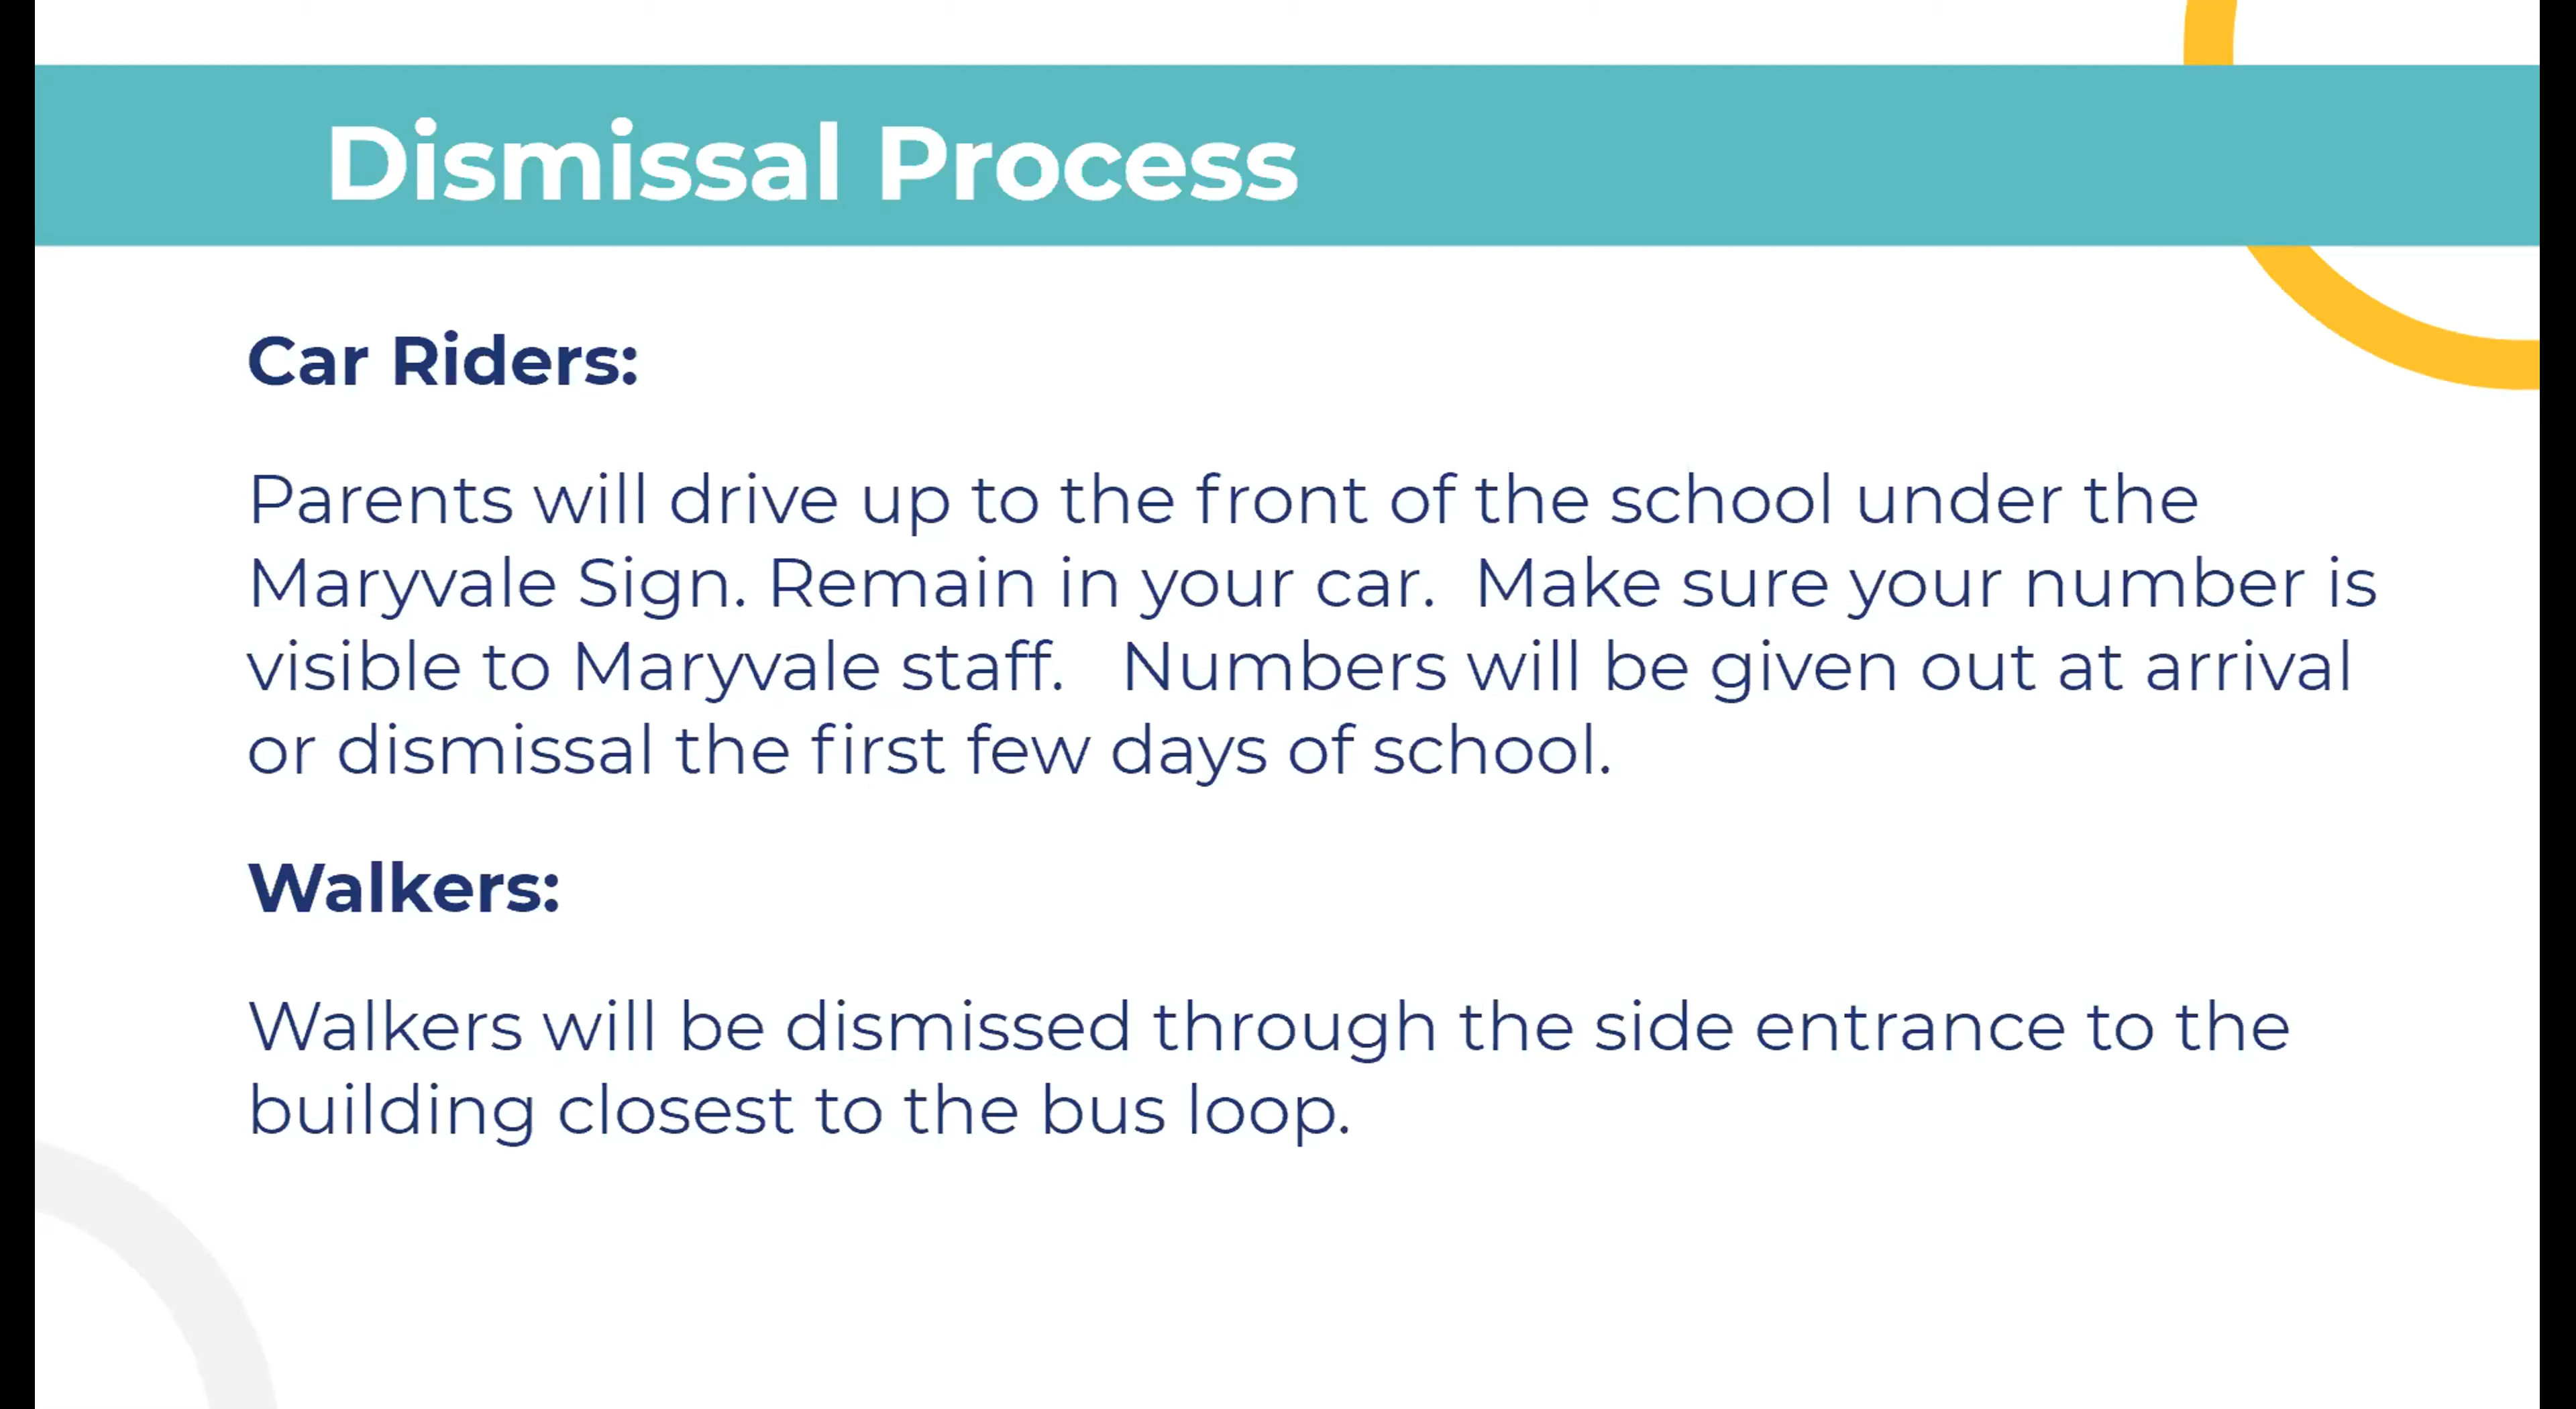 Dismissal Process
Car Riders:
Parents will drive up to the front of the school under the
Maryvale Sign. Remain in your car.  Make sure your number is
visible to Maryvale staff.   Numbers will be given out at arrival
or dismissal the first few days of school.
Walkers:
Walkers will be dismissed through the side entrance to the
building closest to the bus loop.